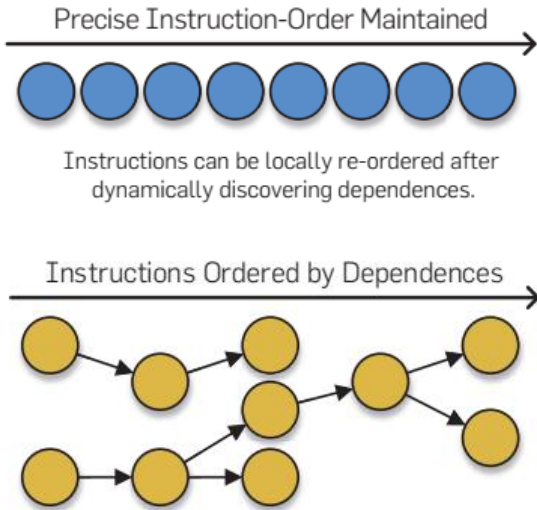 Precise Instruction-Order Maintained
Instructions can be locally re-ordered after
dynamically discovering dependences.
Instructions Ordered by Dependences